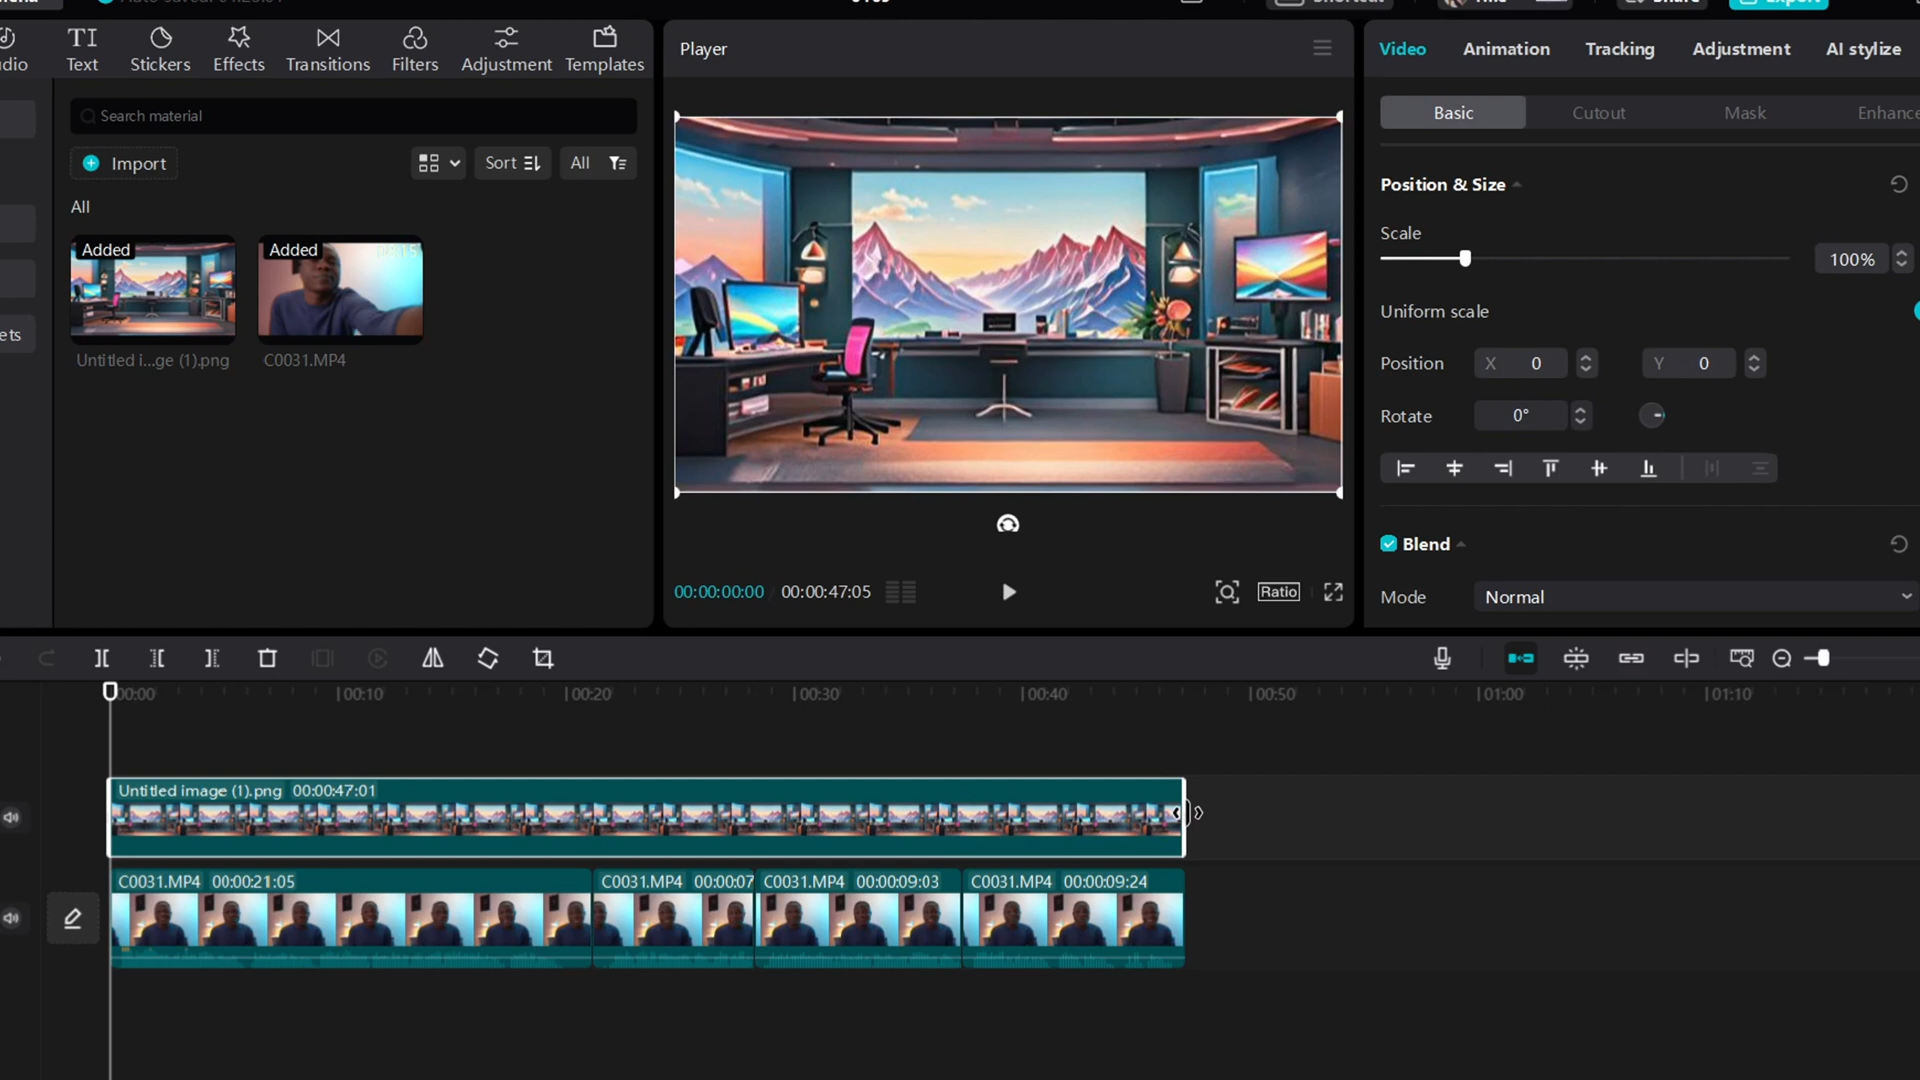 Shortcut
Share
Export
Text
Stickers
Effects
Transitions
Filters
Adjustment
Templates
Search material
Import
Sort
All
All
Added
Added
Untitled i...ge (1).png
C0031.MP4
Player
00:00:00:00
00:00:47:05
Ratio
Video
Animation
Tracking
Adjustment
AI stylize
Basic
Cutout
Mask
Position & Size
Scale
100%
Uniform scale
Position
X 0
Y 0
Rotate
0°
Blend
Mode
Normal
00:00
00:10
00:20
00:30
00:40
00:50
01:00
01:10
Untitled image (1).png 00:00:47:01
C0031.MP4 00:00:21:05
C0031.MP4 00:00:07
C0031.MP4 00:00:09:03
C0031.MP4 00:00:09:24